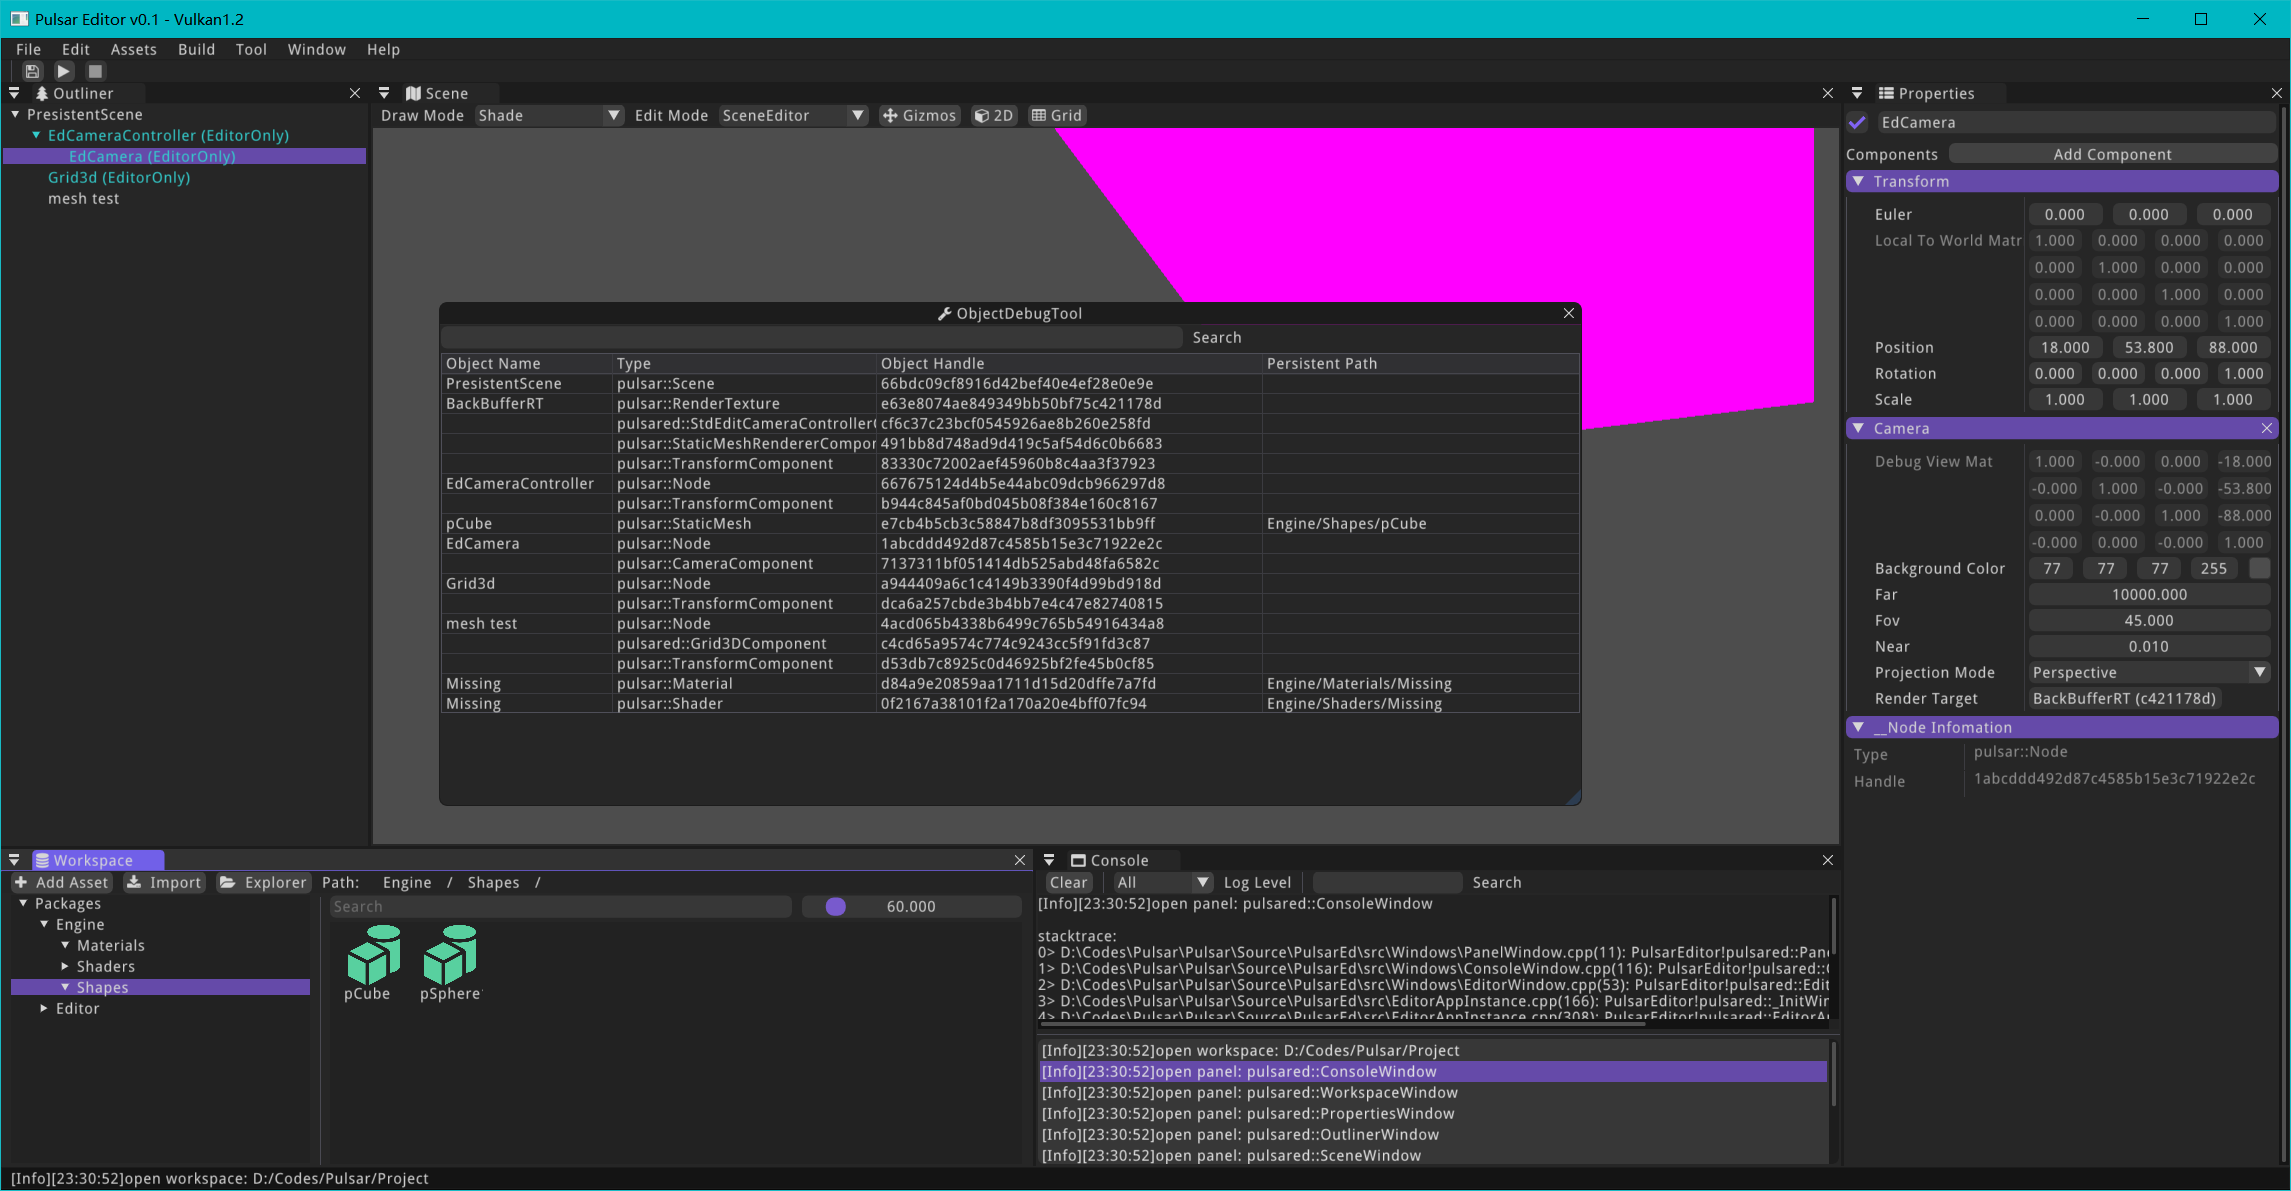 Pulsar Editor v0.1 - Vulkan1.2
File Edit Assets Build Tool Window Help
Outliner
PresistentScene
EdCameraController (EditorOnly)
EdCamera (EditorOnly)
Grid3d (EditorOnly)
mesh test
Scene
Draw Mode Shade Edit Mode SceneEditor Gizmos 2D Grid
ObjectDebugTool
Search
Object Name Type Object Handle Persistent Path
PresistentScene pulsar::Scene 66bdc09cf8916d42bef40e4ef28e0e9e
BackBufferRT pulsar::RenderTexture e63e8074ae849349bb50bf75c421178d
pulsared::StdEditCameraController cf6c37c23bcf0545926ae8b260e258fd
pulsar::StaticMeshRendererCompor 491bb8d748ad9d419c5af54d6c0b6683
pulsar::TransformComponent 83330c72002aef45960b8c4aa3f37923
EdCameraController pulsar::Node 667675124d4b5e44abc09dcb966297d8
pulsar::TransformComponent b944c845af0bd045b08f384e160c8167
pCube pulsar::StaticMesh e7cb4b5cb3c58847b8df3095531bb9ff Engine/Shapes/pCube
EdCamera pulsar::Node 1abcddd492d87c4585b15e3c71922e2c
pulsar::CameraComponent 7137311bf051414db525abd48fa6582c
Grid3d pulsar::Node a944409a6c1c4149b3390f4d99bd918d
pulsar::TransformComponent dca6a257cbde3b4bb7e4c47e82740815
mesh test pulsar::Node 4acd065b4338b6499c765b54916434a8
pulsared::Grid3DComponent c4cd65a9574c774c9243cc5f91fd3c87
pulsar::TransformComponent d53db7c8925c0d46925bf2fe45b0cf85
Missing pulsar::Material d84a9e20859aa1711d15d20dffe7a7fd Engine/Materials/Missing
Missing pulsar::Shader 0f2167a38101f2a170a20e4bff07fc94 Engine/Shaders/Missing
Properties
EdCamera
Components Add Component
Transform
Euler 0.000 0.000 0.000
Local To World Matr 1.000 0.000 0.000 0.000
0.000 1.000 0.000 0.000
0.000 0.000 1.000 0.000
0.000 0.000 0.000 1.000
Position 18.000 53.800 88.000
Rotation 0.000 0.000 0.000 1.000
Scale 1.000 1.000 1.000
Camera
Debug View Mat 1.000 -0.000 0.000 -18.000
-0.000 1.000 -0.000 -53.800
0.000 -0.000 1.000 -88.000
-0.000 0.000 -0.000 1.000
Background Color 77 77 77 255
Far 10000.000
Fov 45.000
Near 0.010
Projection Mode Perspective
Render Target BackBufferRT (c421178d)
__Node Infomation
Type pulsar::Node
Handle 1abcddd492d87c4585b15e3c71922e2c
Workspace
Add Asset Import Explorer Path: Engine / Shapes /
Packages
Engine
Materials
Shaders
Shapes
Editor
Search 60.000
pCube pSphere
Console
Clear All Log Level Search
[Info][23:30:52]open panel: pulsared::ConsoleWindow
stacktrace:
0> D:\Codes\Pulsar\Pulsar\Source\PulsarEd\src\Windows\PanelWindow.cpp(11): PulsarEditor!pulsared::Pane
1> D:\Codes\Pulsar\Pulsar\Source\PulsarEd\src\Windows\ConsoleWindow.cpp(116): PulsarEditor!pulsared::C
2> D:\Codes\Pulsar\Pulsar\Source\PulsarEd\src\Windows\EditorWindow.cpp(53): PulsarEditor!pulsared::Edit
3> D:\Codes\Pulsar\Pulsar\Source\PulsarEd\src\EditorAppInstance.cpp(166): PulsarEditor!pulsared::_InitWin
4> D:\Codes\Pulsar\Pulsar\Source\PulsarEd\src\EditorAppInstance.cpp(308): PulsarEditor!pulsared::EditorA
[Info][23:30:52]open workspace: D:/Codes/Pulsar/Project
[Info][23:30:52]open panel: pulsared::ConsoleWindow
[Info][23:30:52]open panel: pulsared::WorkspaceWindow
[Info][23:30:52]open panel: pulsared::PropertiesWindow
[Info][23:30:52]open panel: pulsared::OutlinerWindow
[Info][23:30:52]open panel: pulsared::SceneWindow
[Info][23:30:52]open workspace: D:/Codes/Pulsar/Project